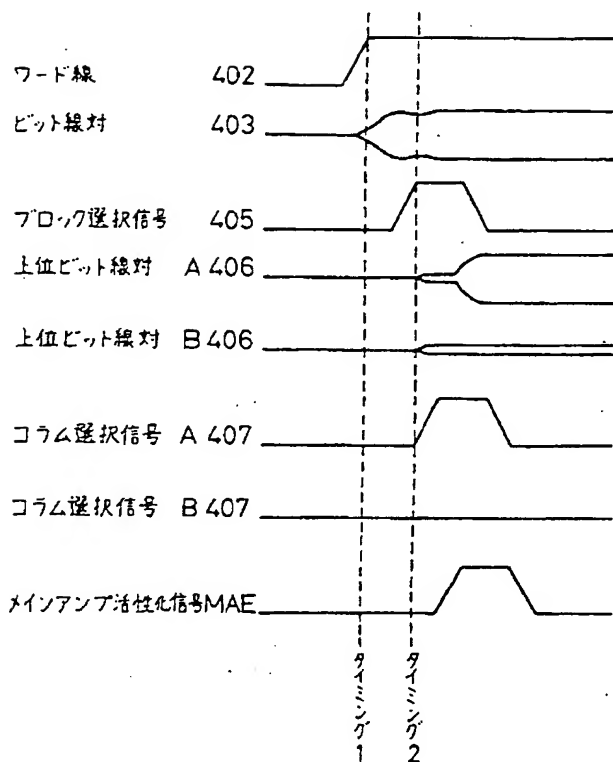 ワード線 402
ビット線対 403
ブロック選択信号 405
上位ビット線対 A 406
上位ビット線対 B 406
コラム選択信号 A 407
コラム選択信号 B 407
メインアンプ活性化信号MAE
タイミング1
タイミング2